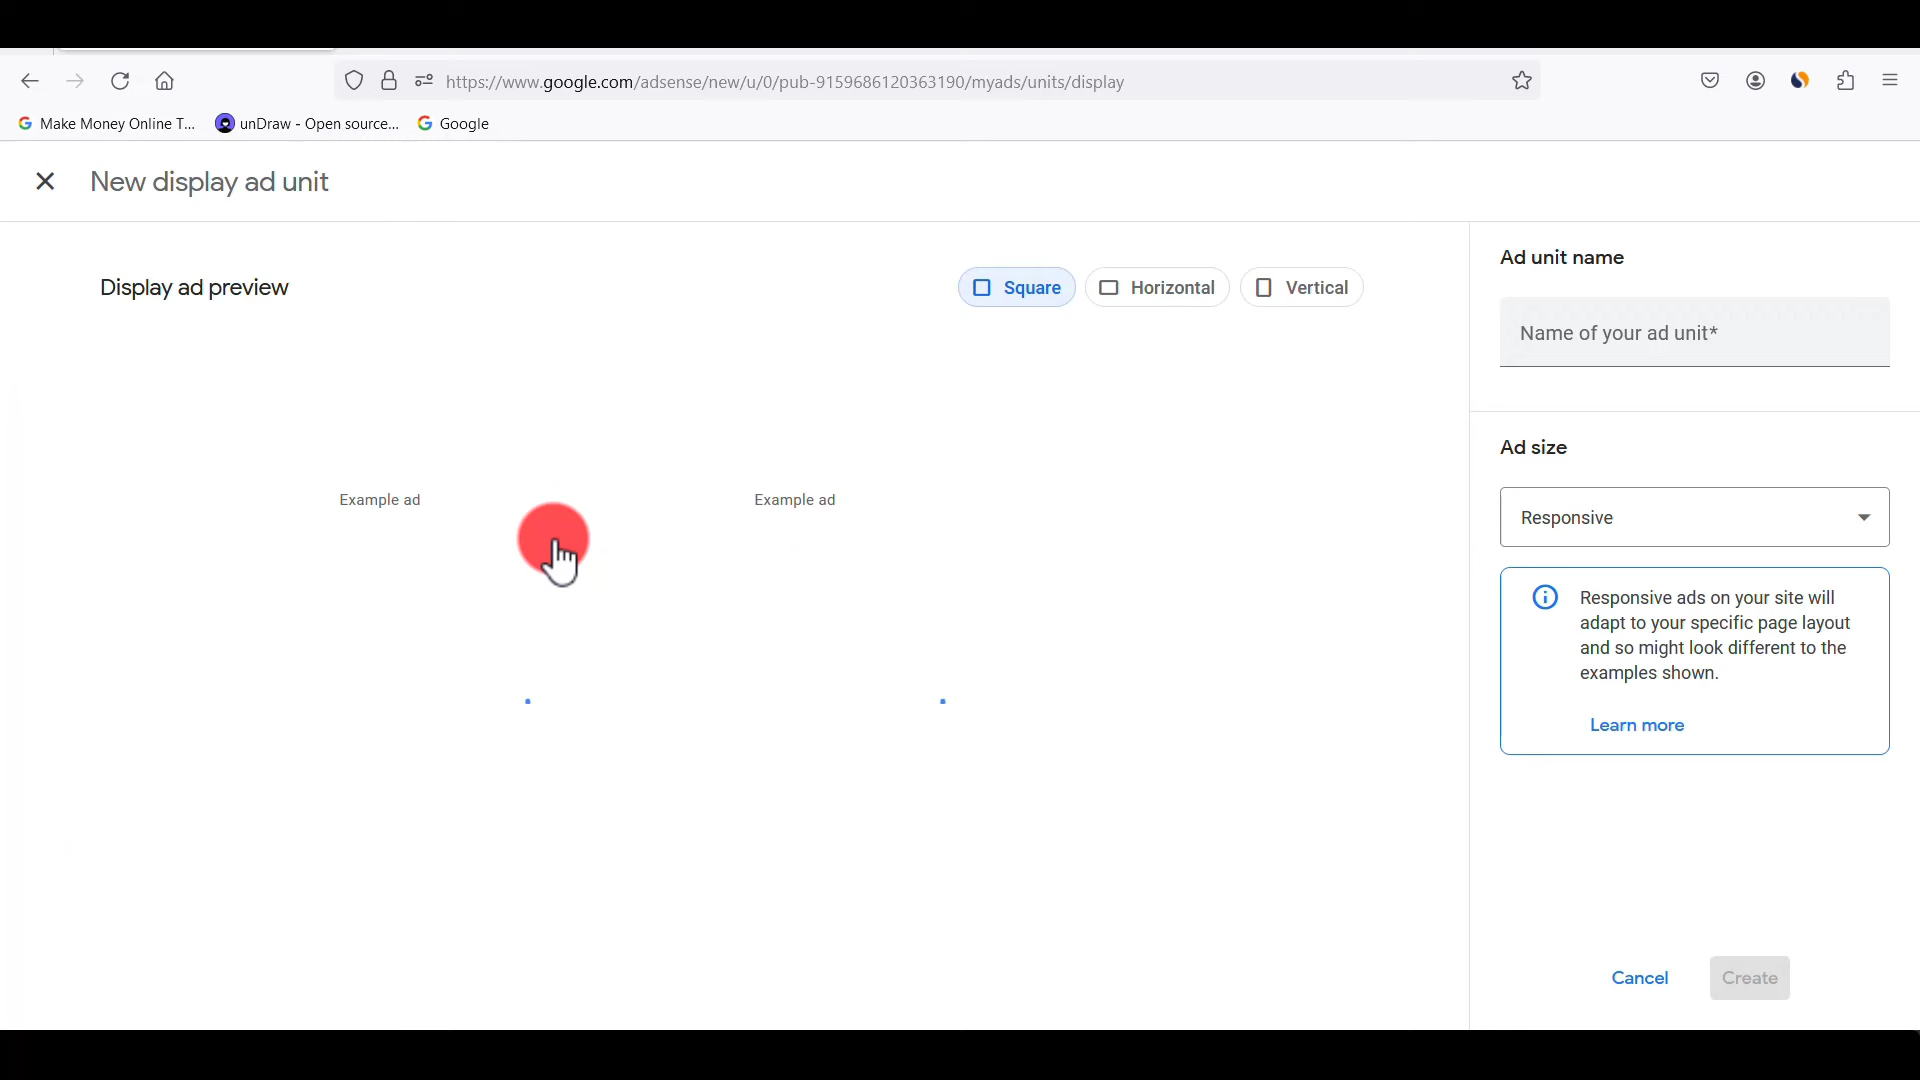 https://www.google.com/adsense/new/u/0/pub-9159686120363190/myads/units/display
Make Money Online T... unDraw - Open source... Google
New display ad unit
Display ad preview
Square Horizontal Vertical
Example ad Example ad
Ad unit name
Name of your ad unit*
Ad size
Responsive
Responsive ads on your site will
adapt to your specific page layout
and so might look different to the
examples shown.
Learn more
Cancel Create